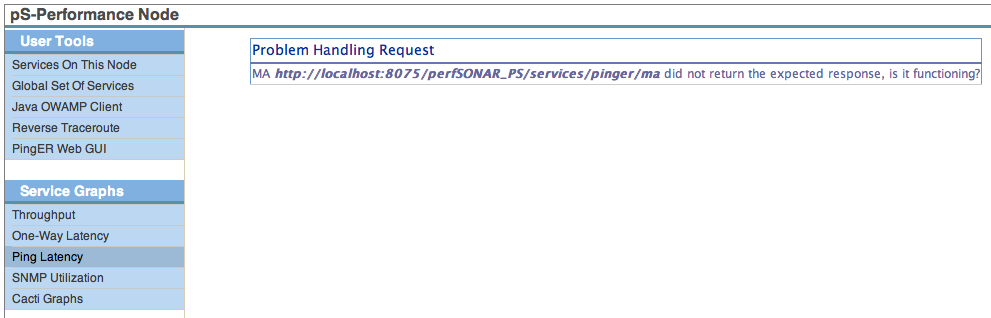 pS-Performance Node
User Tools
Services On This Node
Global Set Of Services
Java OWAMP Client
Reverse Traceroute
PingER Web GUI
Service Graphs
Throughput
One-Way Latency
Ping Latency
SNMP Utilization
Cacti Graphs
Problem Handling Request
MA http://localhost:8075/perfSONAR_PS/services/pinger/ma did not return the expected response, is it functioning?